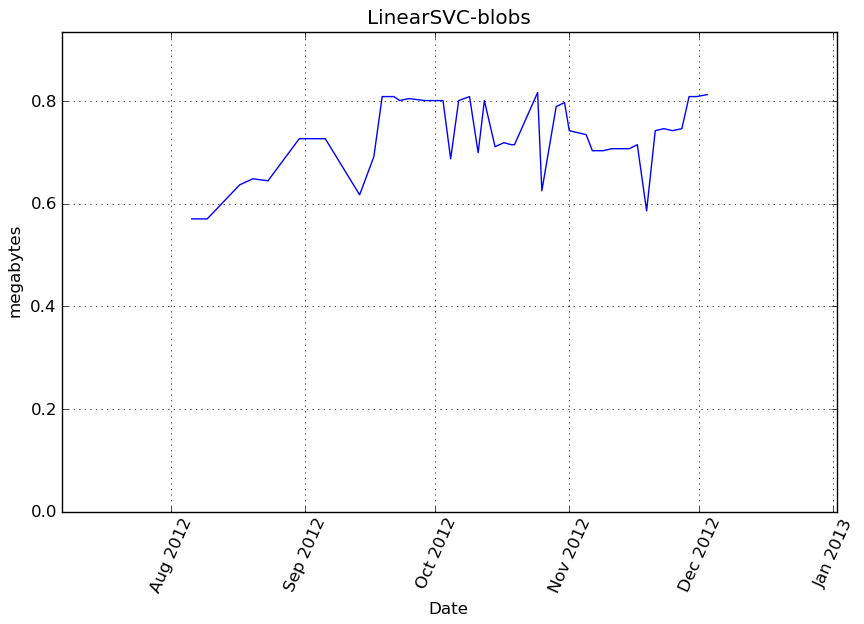 LinearSVC-blobs
megabytes
0.8
0.6
0.4
0.2
0.0
Aug 2012
Sep 2012
Oct 2012
Nov 2012
Dec 2012
Jan 2013
Date